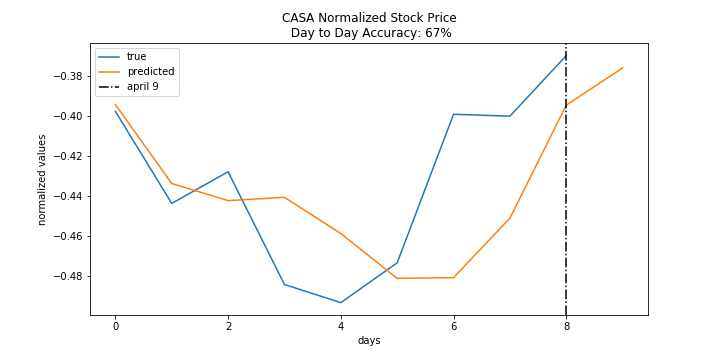 CASA Normalized Stock Price
Day to Day Accuracy: 67%
true
predicted
april 9
−0.38
−0.40
−0.42
−0.44
−0.46
−0.48
normalized values
0
2
4
6
8
days